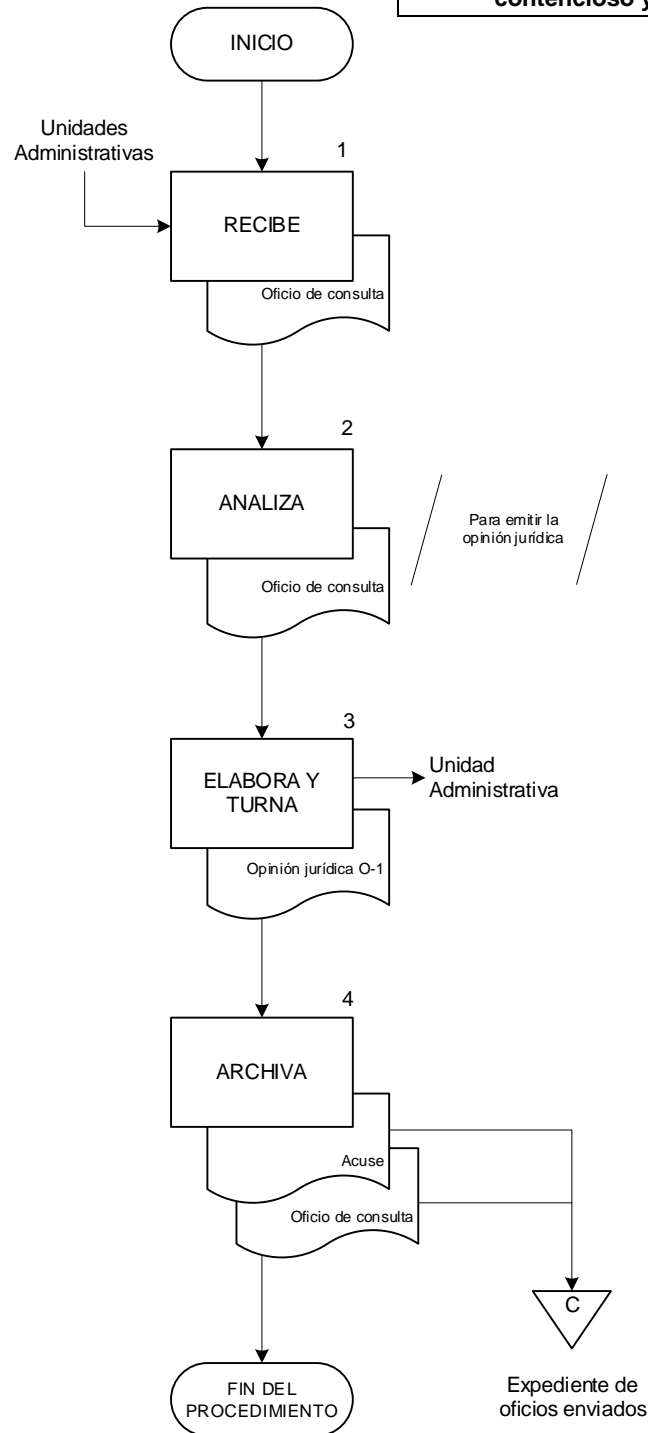 contencioso y
INICIO
Unidades
Administrativas
1
RECIBE
Oficio de consulta
2
ANALIZA
Para emitir la
opinión jurídica
Oficio de consulta
3
ELABORA Y
TURNA
Unidad
Administrativa
Opinión jurídica O-1
4
ARCHIVA
Acuse
Oficio de consulta
C
FIN DEL
PROCEDIMIENTO
Expediente de
oficios enviados